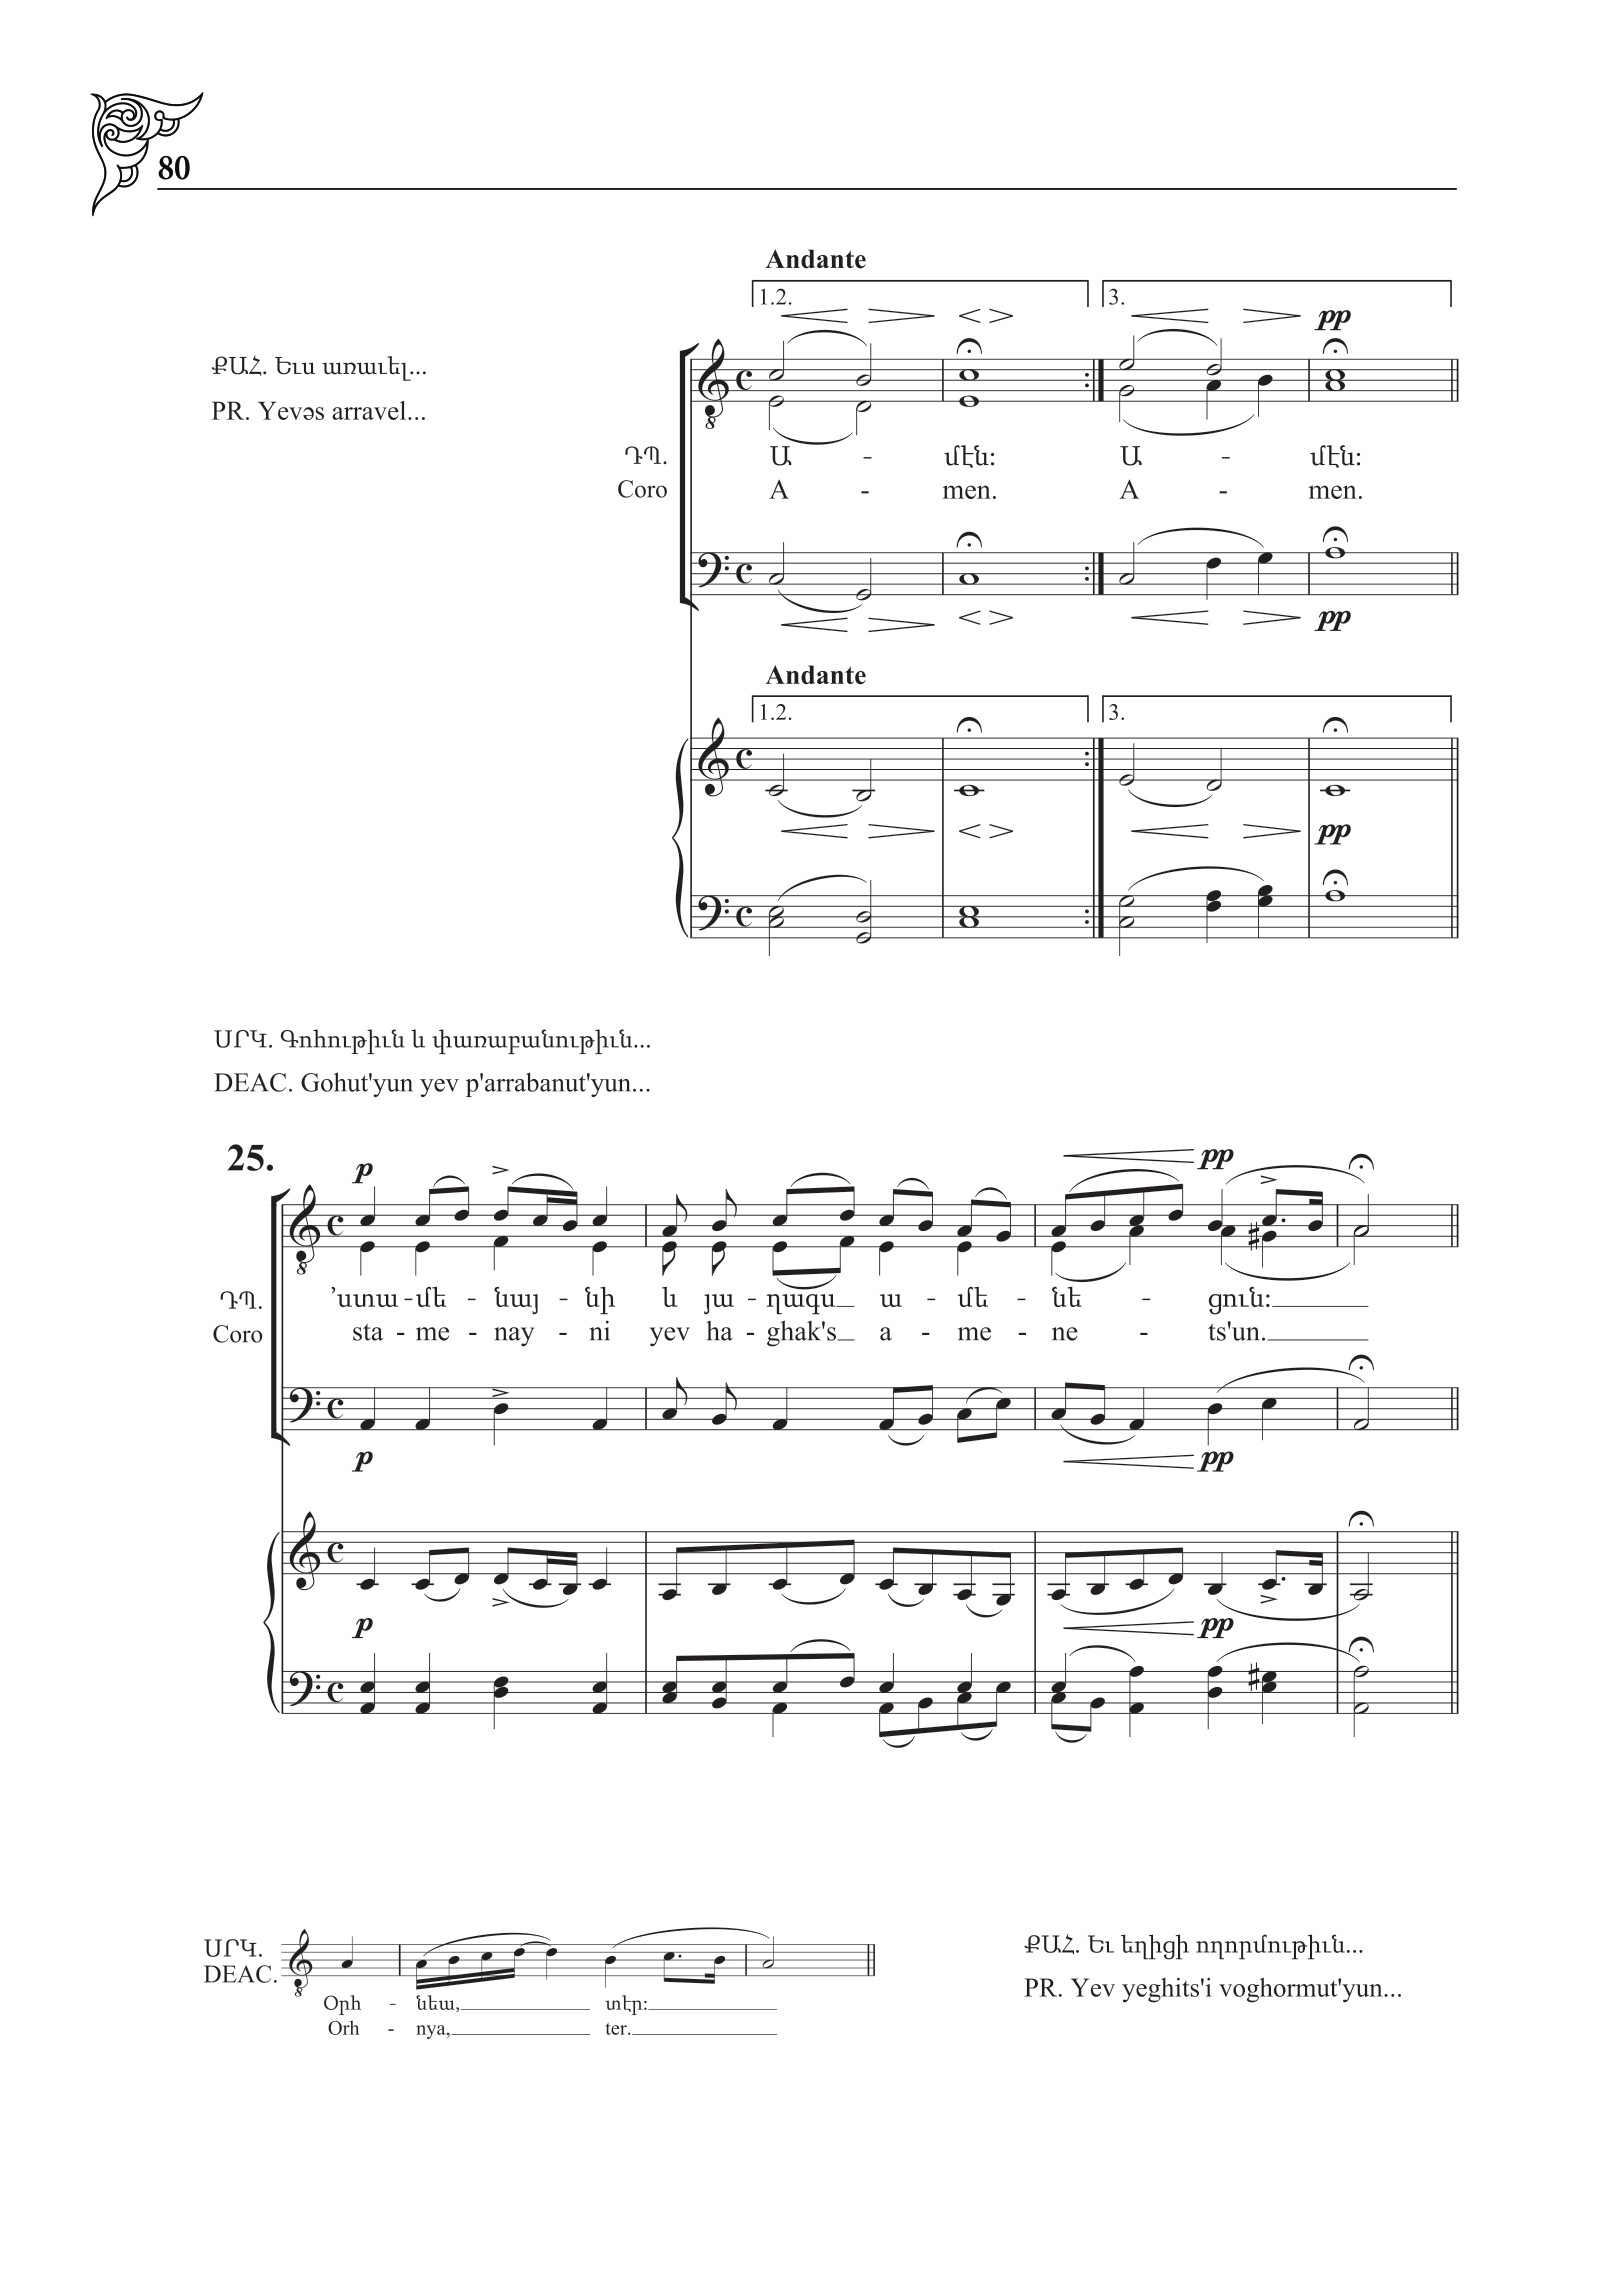 80
Andante
1.2.
3.
pp
ՔԱՀ. Եւս առաւել...
PR. Yevəs arravel...
ԴՊ. Ա - մէն։ Ա - մէն։
Coro A - men. A - men.
pp
Andante
1.2.
3.
pp
ՍՐԿ. Գոհութիւն և փառաբանութիւն...
DEAC. Gohut'yun yev p'arrabanut'yun...
25.
p pp
ԴՊ. ՚ստա - մե - նայ - նի և յա - ղագս_ ա - մե - նե - ցուն։
Coro sta - me - nay - ni yev ha - ghak's_ a - me - ne - ts'un.
p pp
p pp
ՍՐԿ.
DEAC.
Օրհ - նեա, տէր։
Orh - nya, ter.
ՔԱՀ. Եւ եղիցի ողորմութիւն...
PR. Yev yeghits'i voghormut'yun...